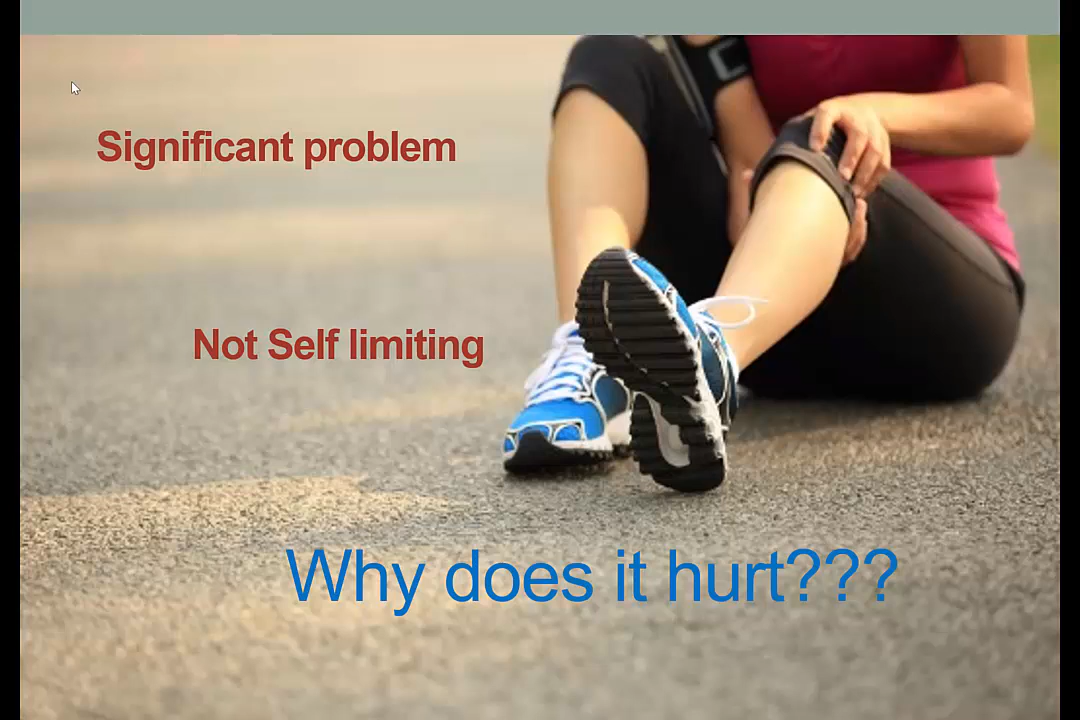 Significant problem
Not Self limiting
Why does it hurt???